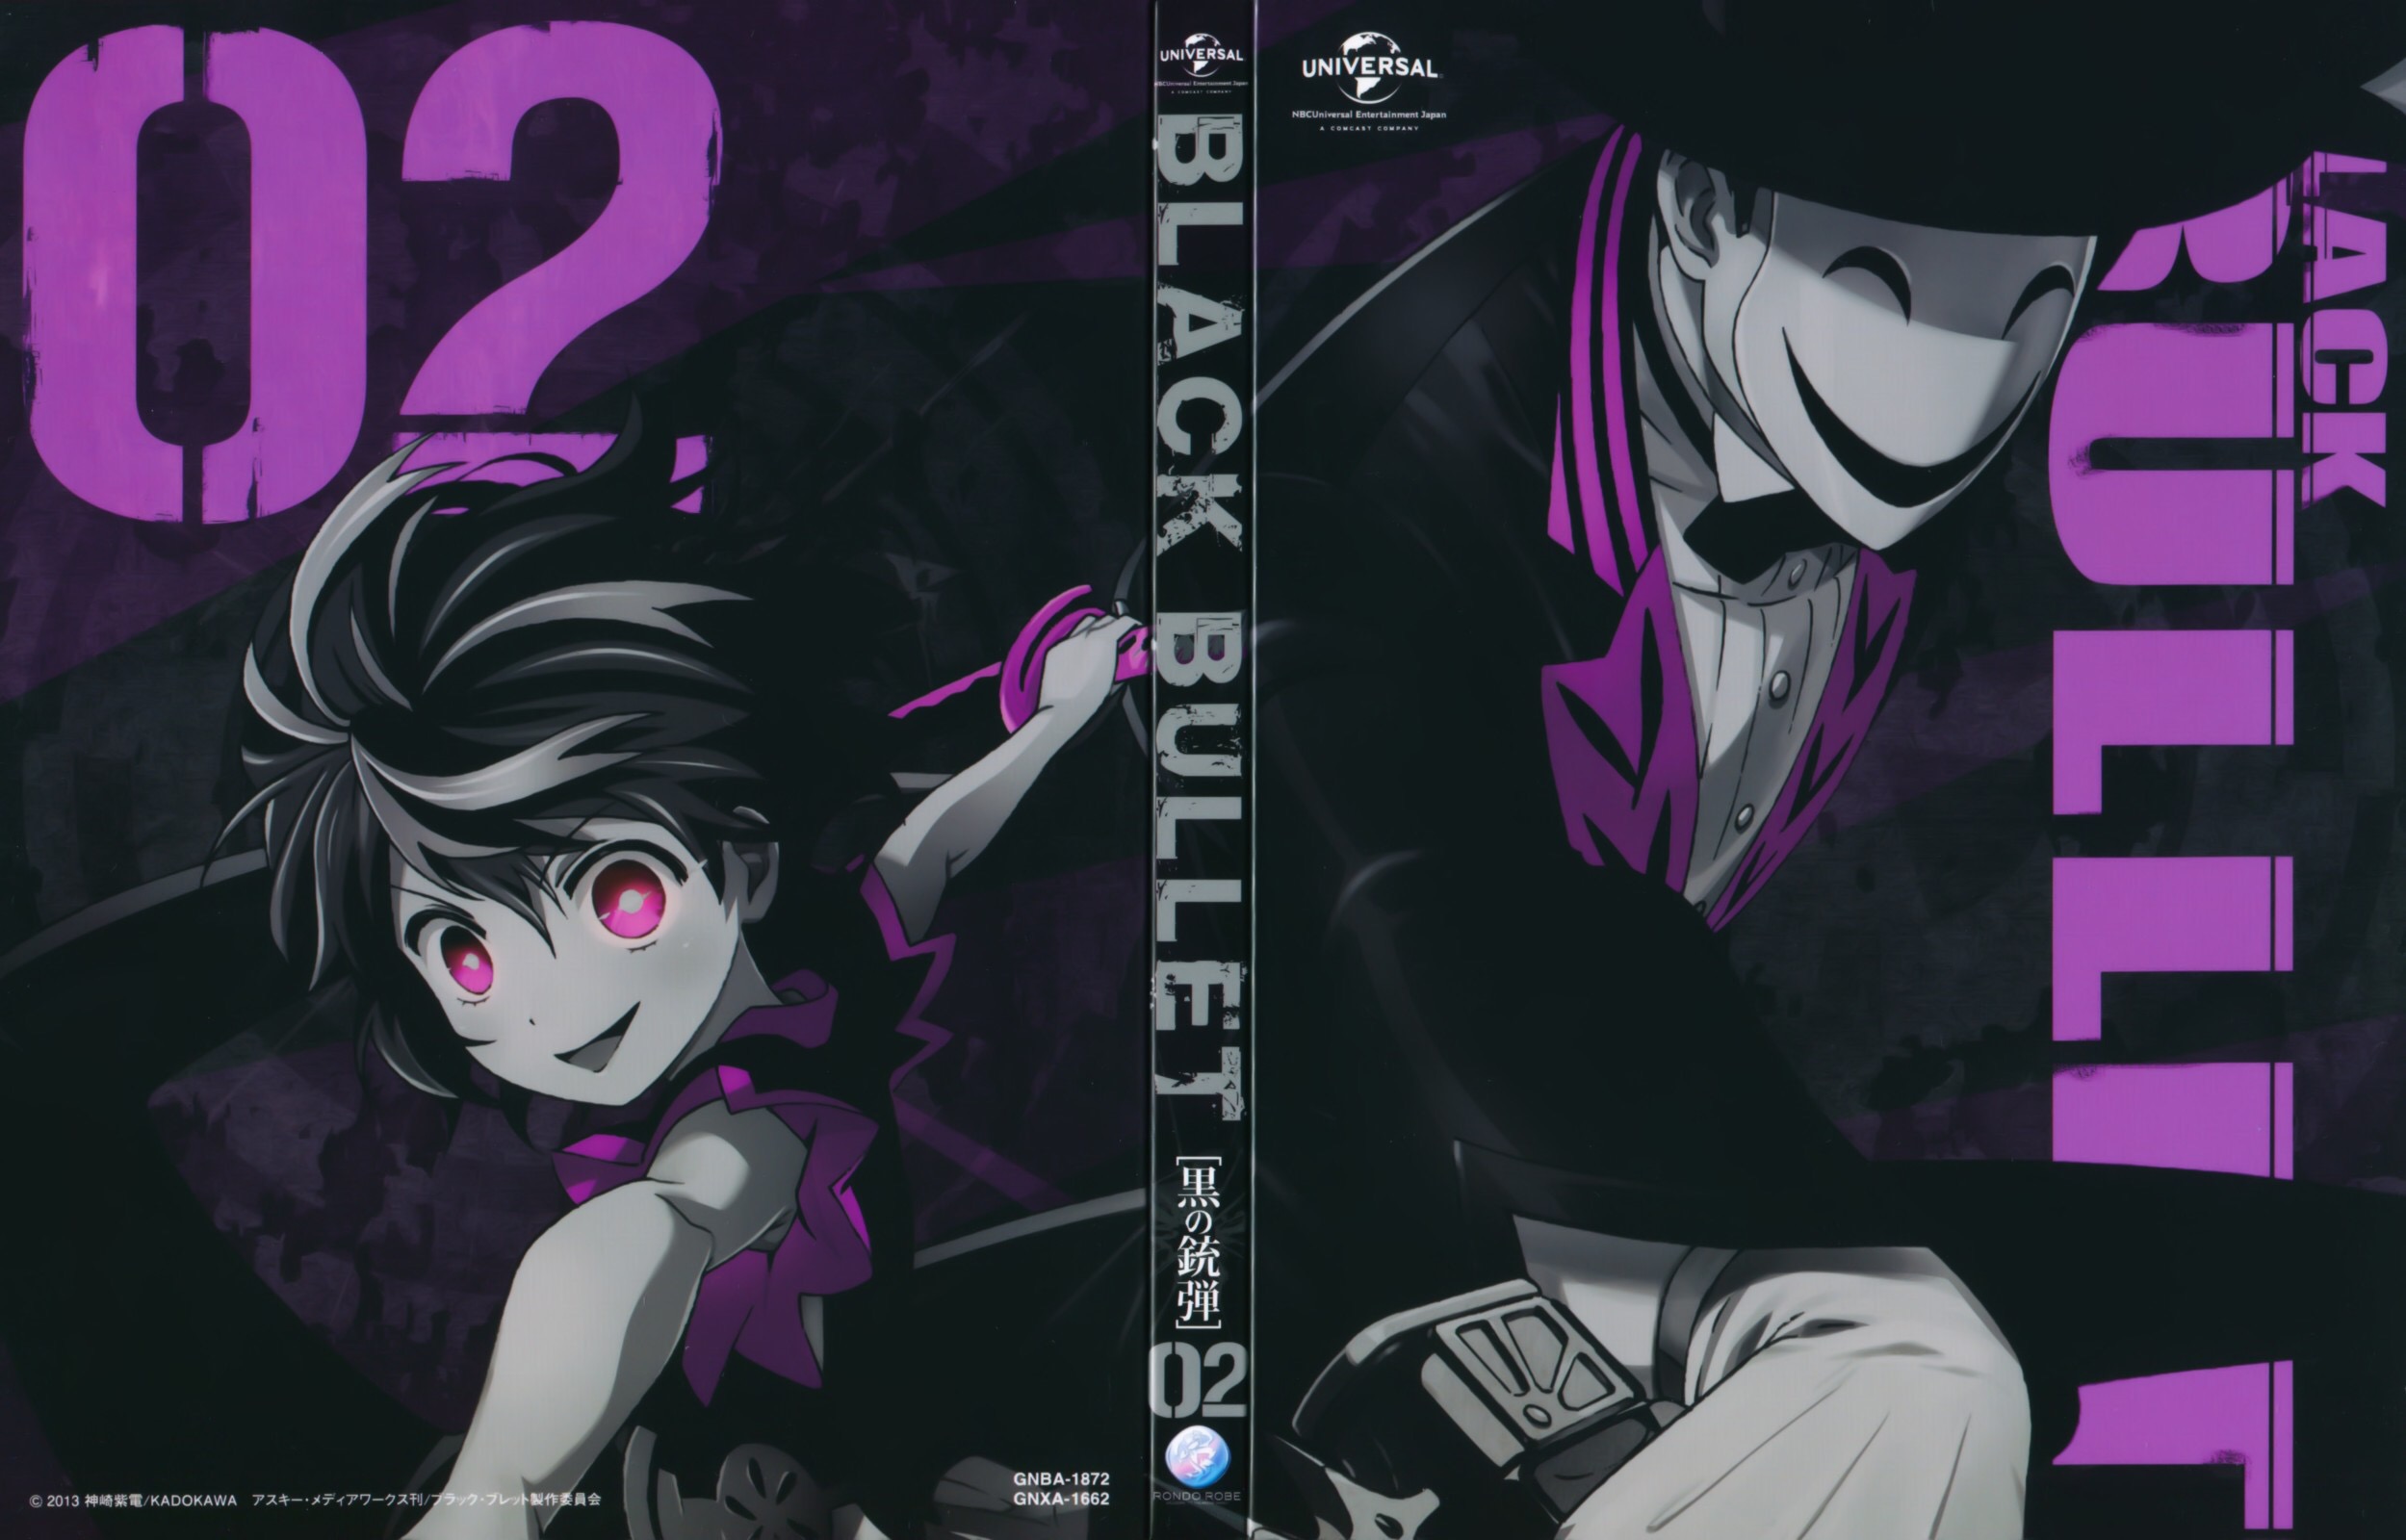 02
© 2013 神崎紫電/KADOKAWA　アスキー・メディアワークス刊/ブラック・ブレット製作委員会
GNBA-1872
GNXA-1662
UNIVERSAL
NBCUniversal Entertainment Japan
A COMCAST COMPANY
BLACK BULLET
[黒の銃弾]
02
RONDO ROBE
UNIVERSAL
NBCUniversal Entertainment Japan
A COMCAST COMPANY
LACK
BULLET